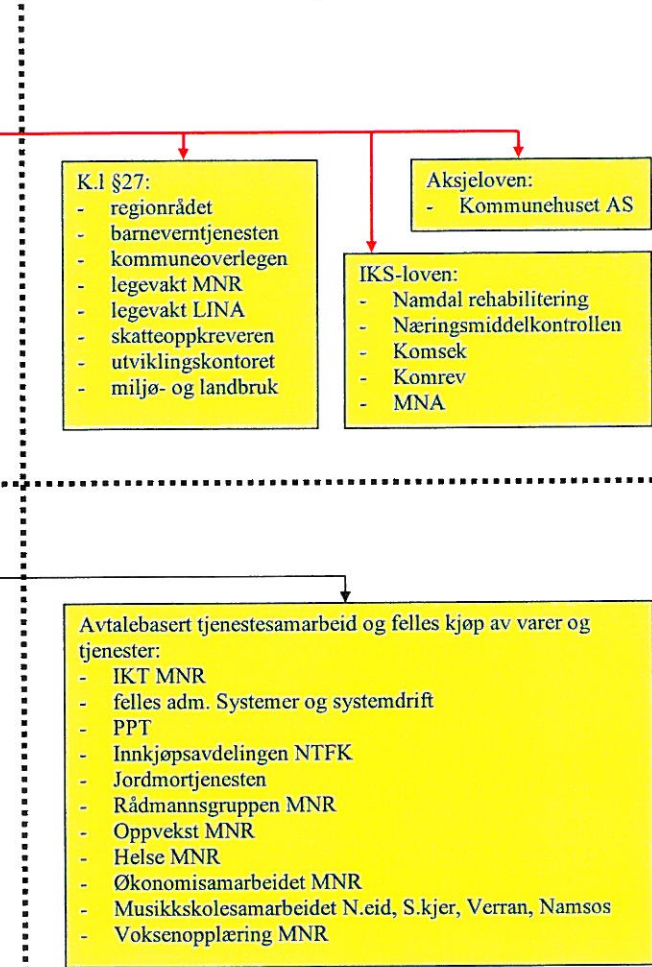 K.l §27:
- regionrådet
- barneverntjenesten
- kommuneoverlegen
- legevakt MNR
- legevakt LINA
- skatteoppkreveren
- utviklingskontoret
- miljø- og landbruk
Aksjeloven:
- Kommunehuset AS
IKS-loven:
- Namdal rehabilitering
- Næringsmiddelkontrollen
- Komsek
- Komrev
- MNA
Avtalebasert tjenestesamarbeid og felles kjøp av varer og
tjenester:
- IKT MNR
- felles adm. Systemer og systemdrift
- PPT
- Innkjøpsavdelingen NTFK
- Jordmortjenesten
- Rådmannsgruppen MNR
- Oppvekst MNR
- Helse MNR
- Økonomisamarbeidet MNR
- Musikkskolesamarbeidet N.eid, S.kjer, Verran, Namsos
- Voksenopplæring MNR